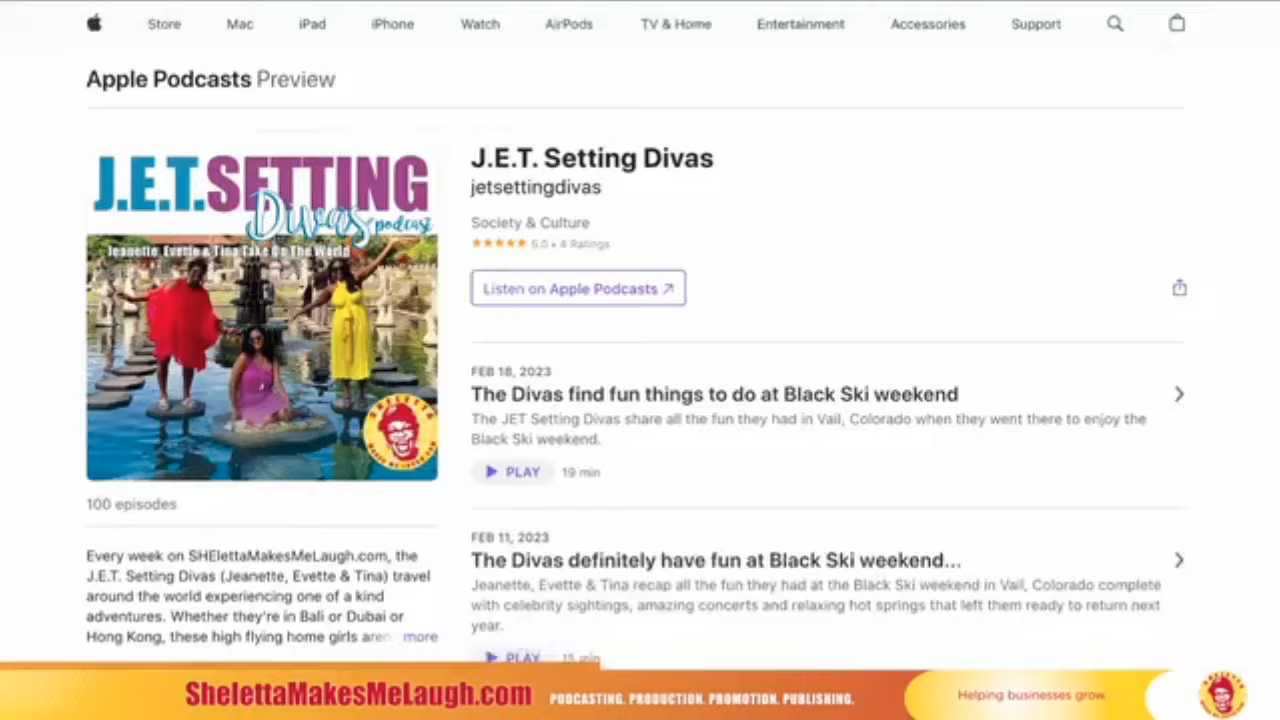 Store Mac iPad iPhone Watch AirPods TV & Home Entertainment Accessories Support
Apple Podcasts Preview
J.E.T.SETTING
Divas podcast
Jeanette, Evette & Tina Take On The World
SHELETTA
MAKES ME LAUGH.COM
100 episodes
Every week on SHElettaMakesMeLaugh.com, the
J.E.T. Setting Divas (Jeanette, Evette & Tina) travel
around the world experiencing one of a kind
adventures. Whether they're in Bali or Dubai or
Hong Kong, these high flying home girls aren more
J.E.T. Setting Divas
jetsettingdivas
Society & Culture
★★★★★ 5.0 • 4 Ratings
Listen on Apple Podcasts ↗
FEB 18, 2023
The Divas find fun things to do at Black Ski weekend
The JET Setting Divas share all the fun they had in Vail, Colorado when they went there to enjoy the
Black Ski weekend.
PLAY 19 min
FEB 11, 2023
The Divas definitely have fun at Black Ski weekend...
Jeanette, Evette & Tina recap all the fun they had at the Black Ski weekend in Vail, Colorado complete
with celebrity sightings, amazing concerts and relaxing hot springs that left them ready to return next
year.
PLAY 15 min
ShelettaMakesMeLaugh.com PODCASTING. PRODUCTION. PROMOTION. PUBLISHING.
Helping businesses grow.